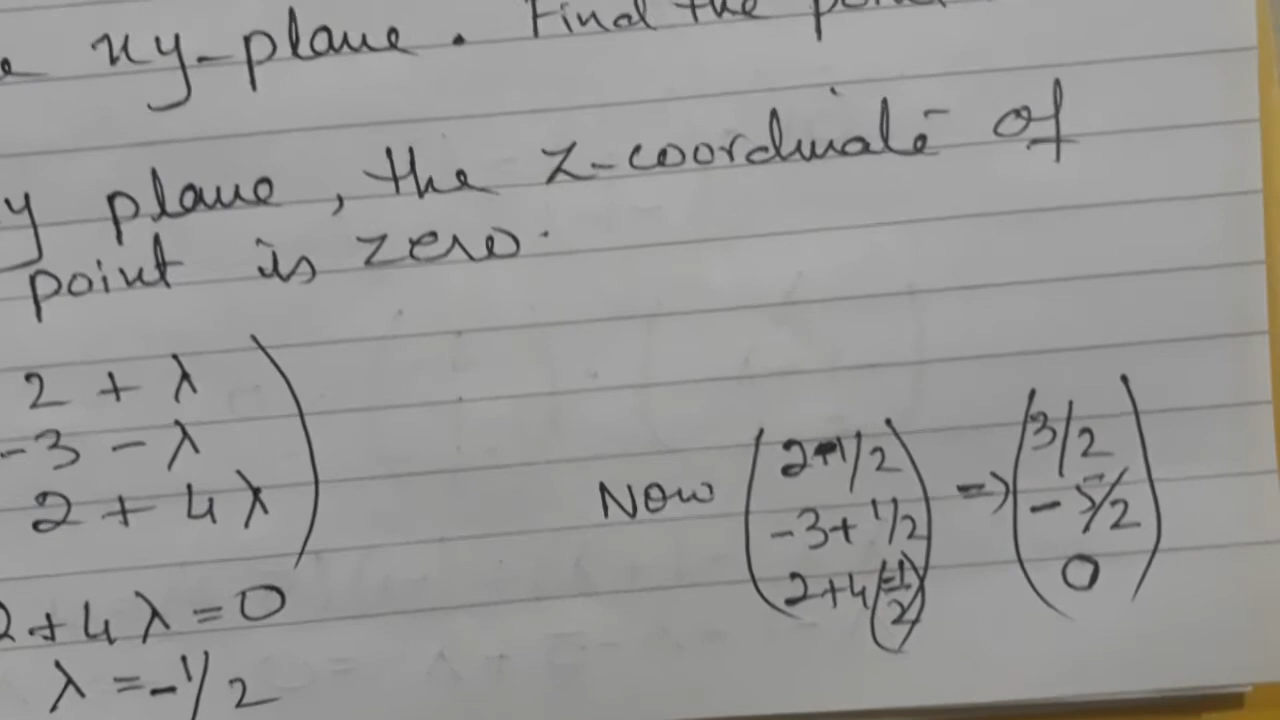 xy-plane. Find the
y plane, the z-coordinate of
point is zero.
2 + λ
-3 - λ
2 + 4λ
2+4λ=0
λ=-1/2
Now (2-1/2 -3+1/2 2+4(-1/2)) => (3/2 -5/2 0)